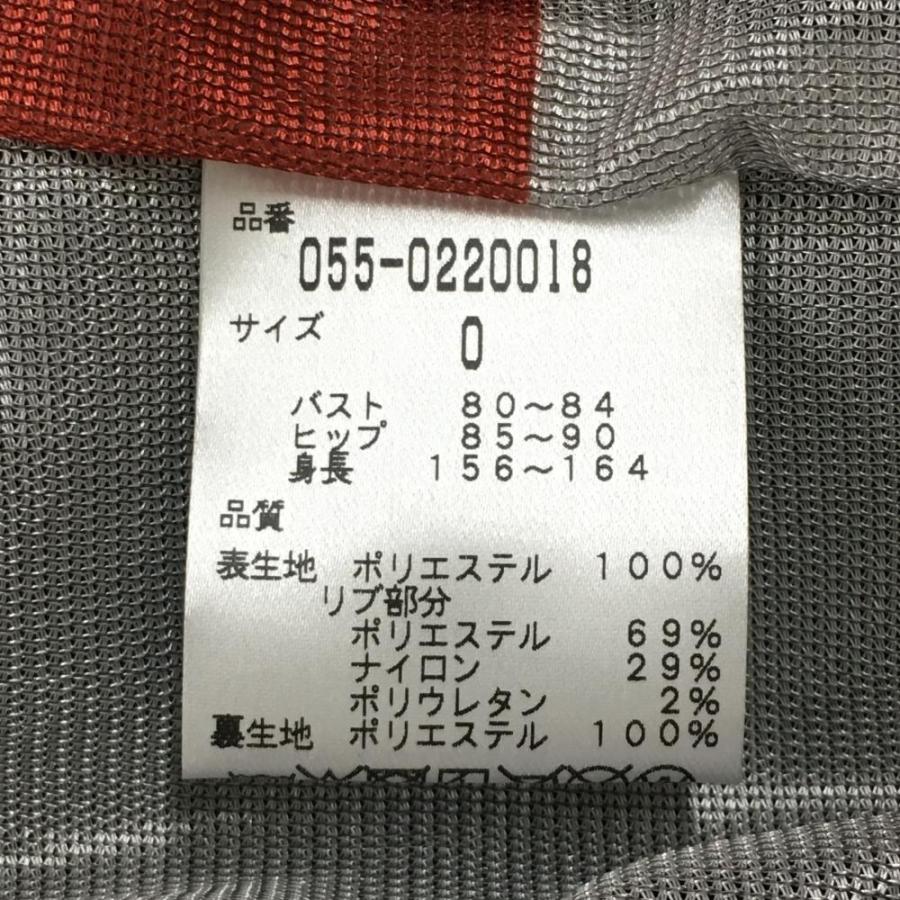 品番
055-0220018
サイズ 0
バスト 80～84
ヒップ 85～90
身長 156～164
品質
表生地 ポリエステル 100%
リブ部分
ポリエステル 69%
ナイロン 29%
ポリウレタン 2%
裏生地 ポリエステル 100%